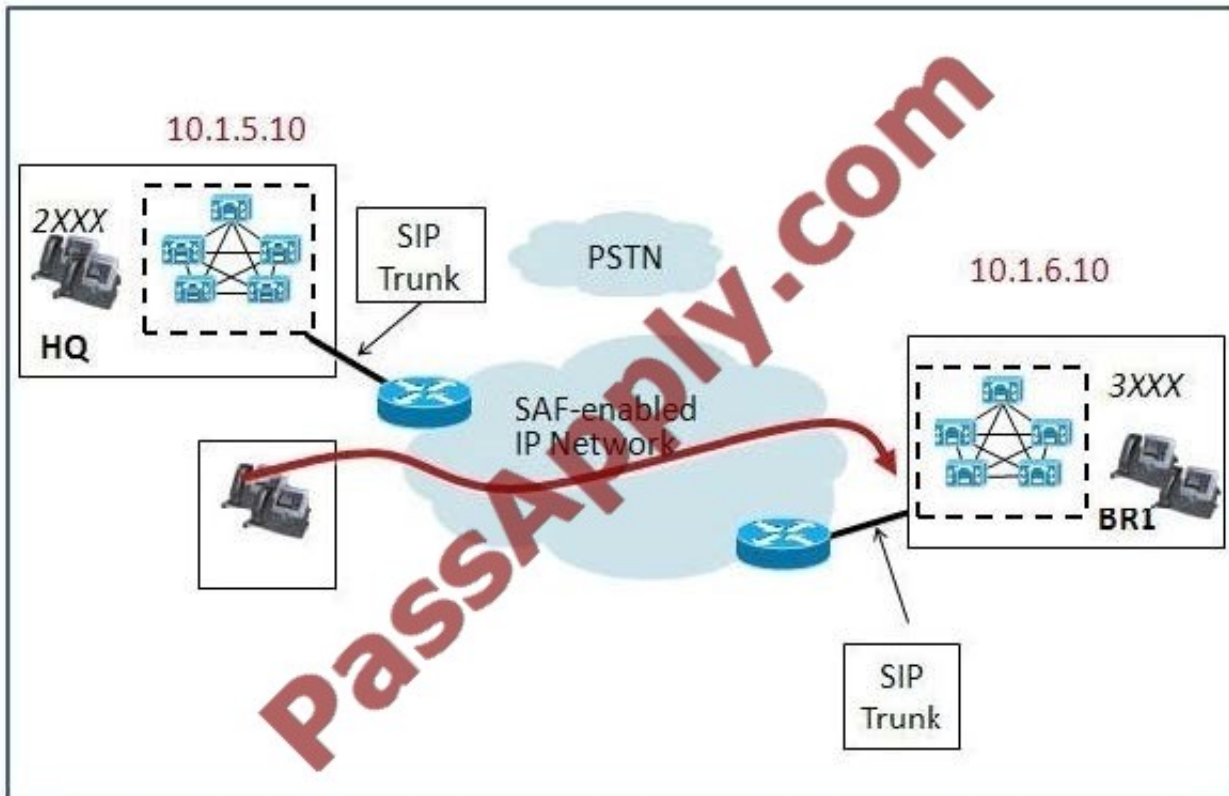 10.1.5.10
2XXX
HQ
SIP
Trunk
PSTN
10.1.6.10
SAF-enabled
IP Network
3XXX
BR1
SIP
Trunk
PassApply.com